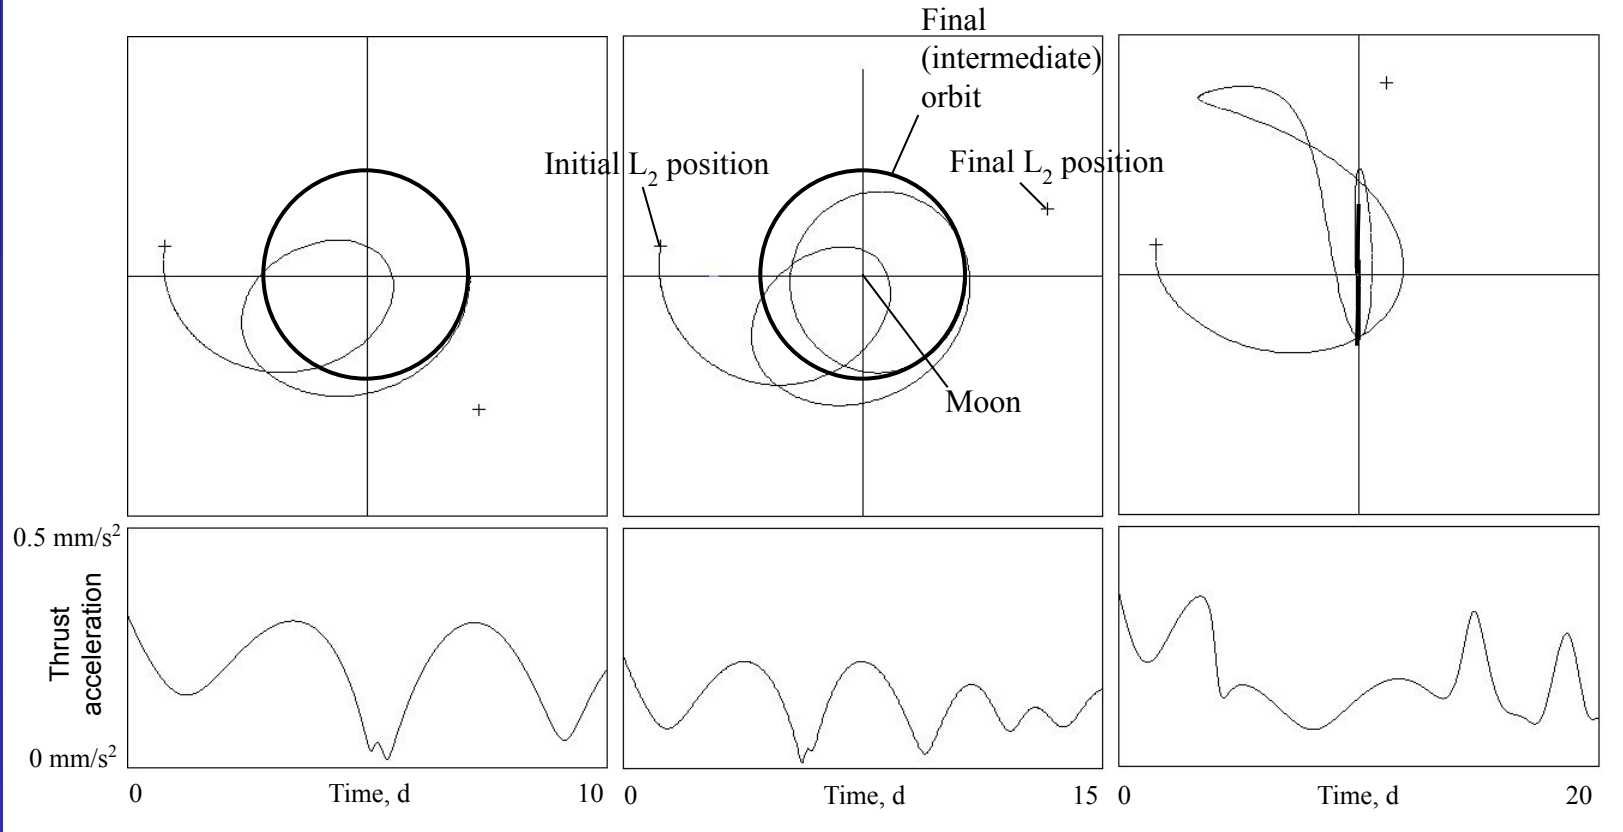 Final
(intermediate)
orbit
Initial L2 position
Final L2 position
Moon
0.5 mm/s2
Thrust
acceleration
0 mm/s2
0
Time, d
10
0
Time, d
15
0
Time, d
20